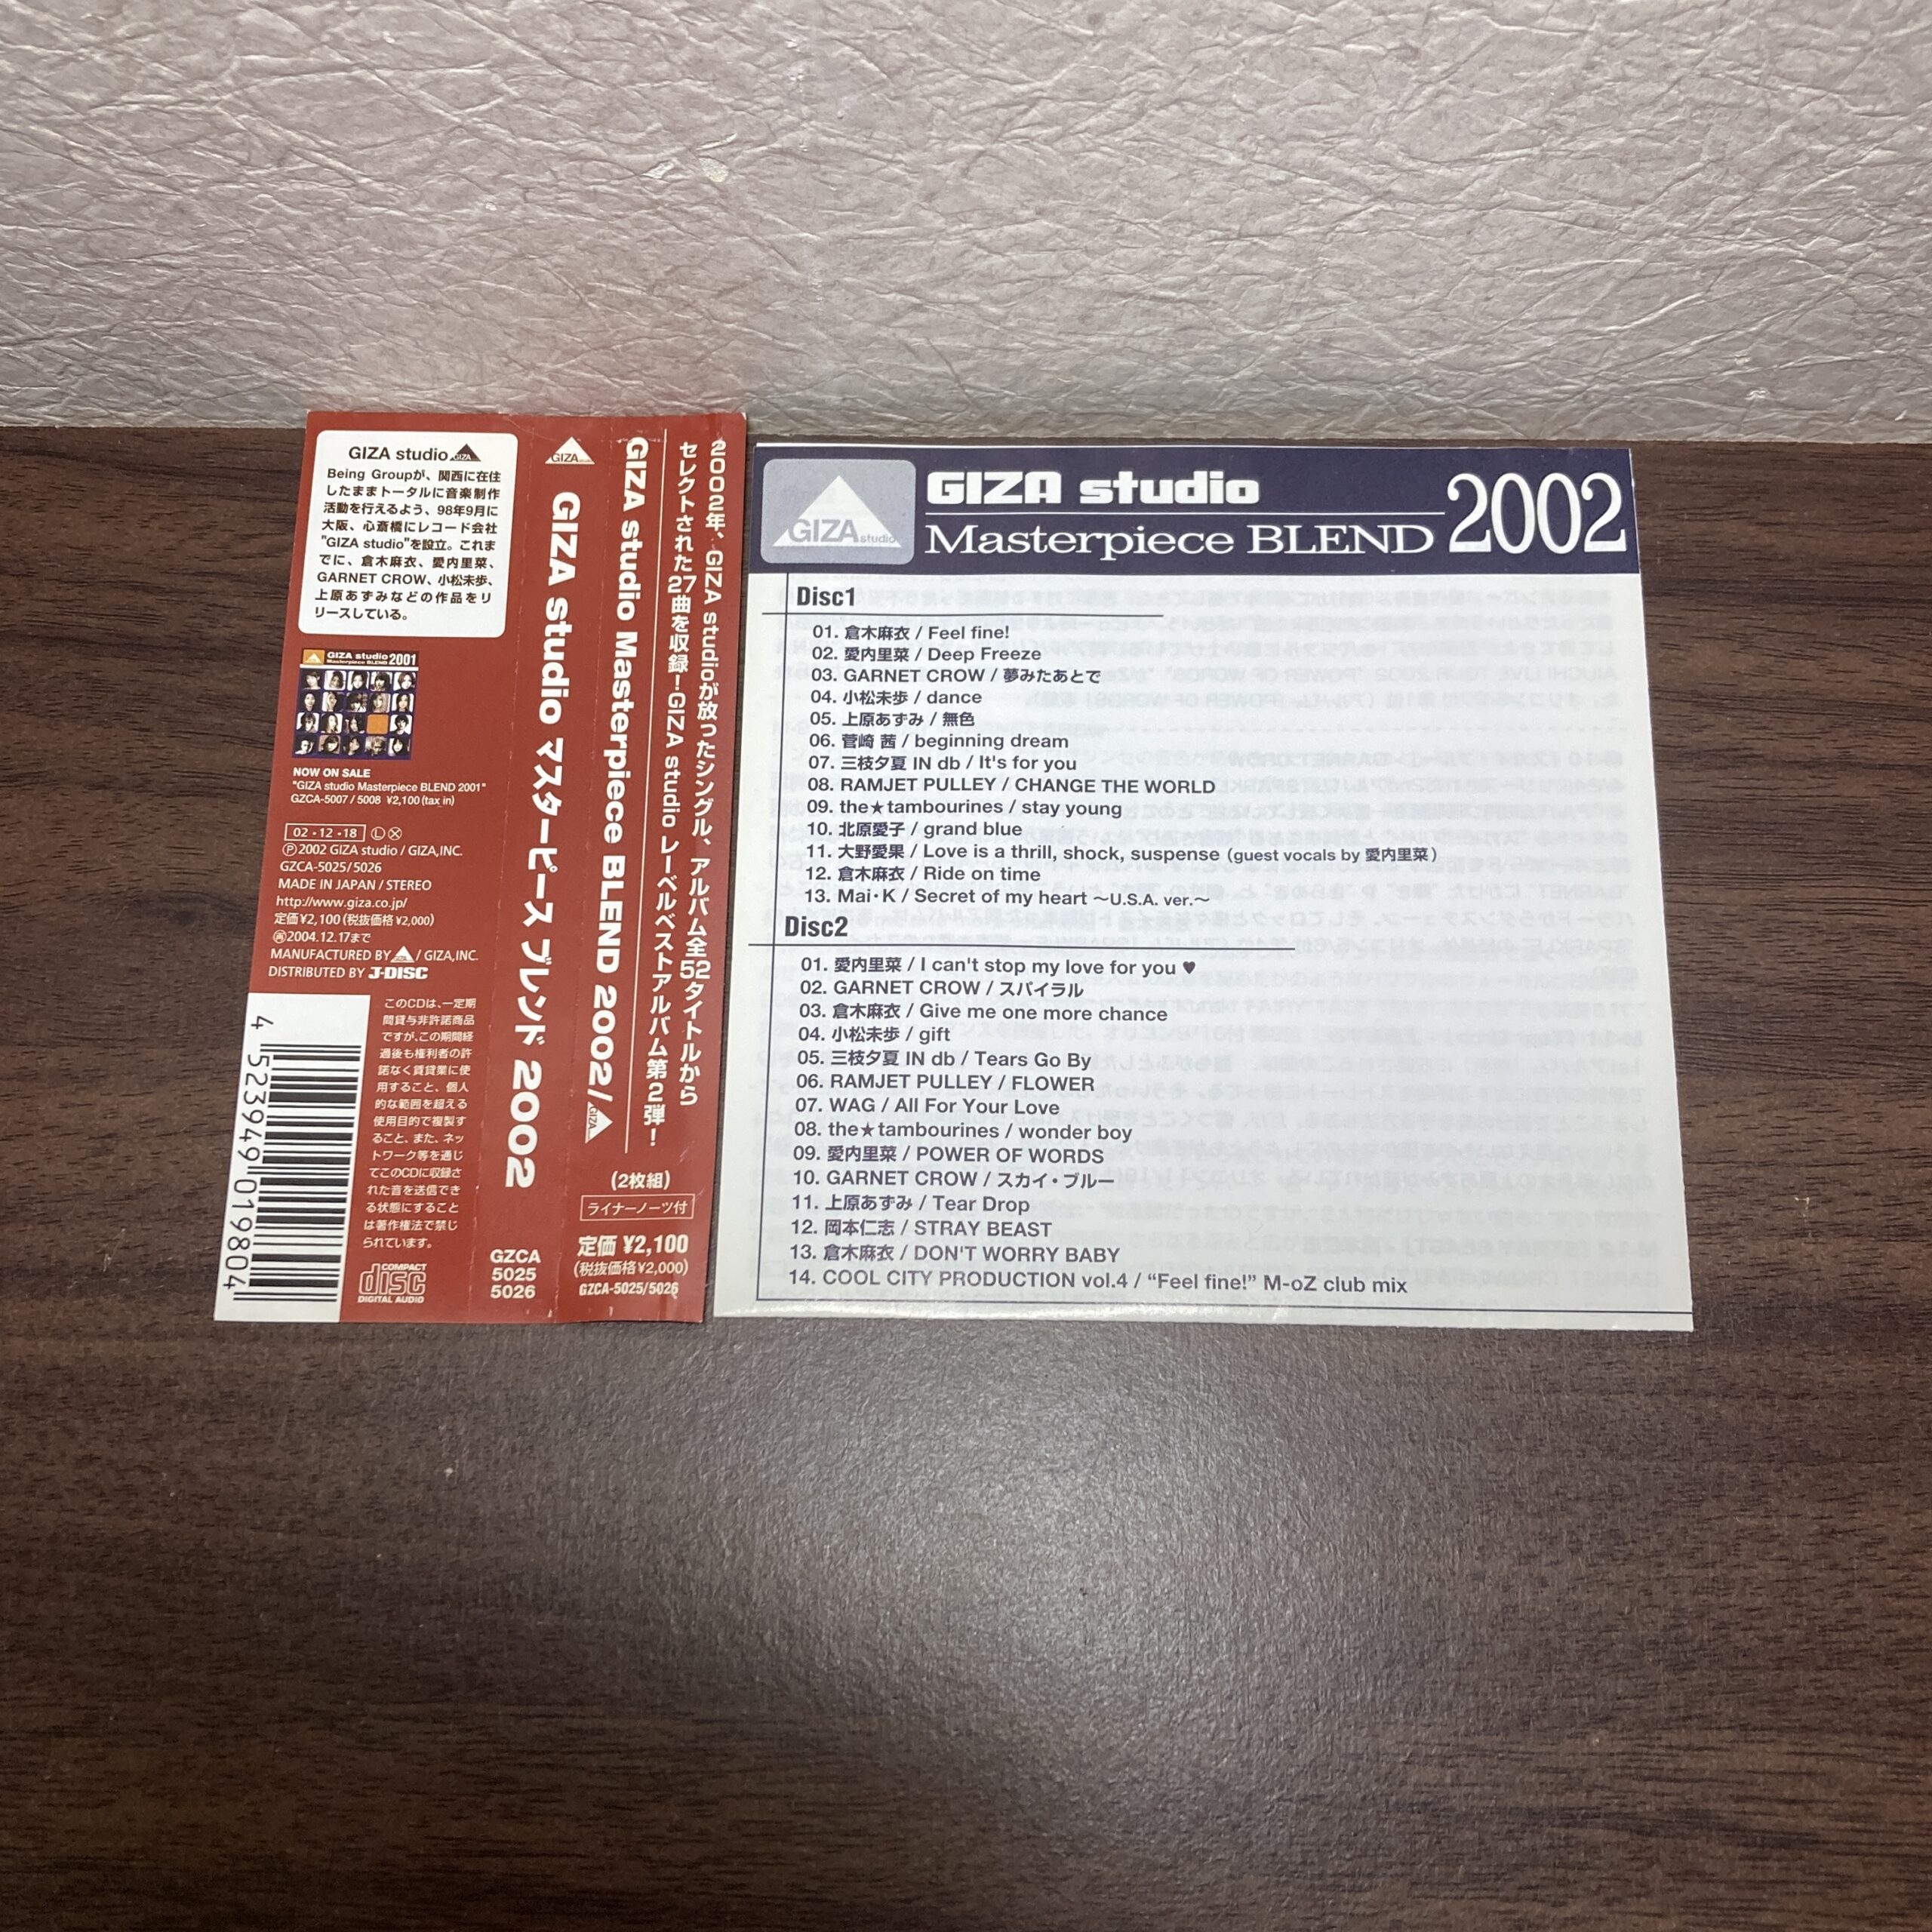 GIZA studio
Being Groupが、関西に在住
したままトータルに音楽制作
活動を行えるよう、98年9月に
大阪、心斎橋にレコード会社
"GIZA studio"を設立。これま
でに、倉木麻衣、愛内里菜、
GARNET CROW、小松未歩、
上原あずみなどの作品をリ
リースしている。
GIZA studio 2001
Masterpiece BLEND
NOW ON SALE
"GIZA studio Masterpiece BLEND 2001"
GZCA-5007 / 5008 ¥2,100 (tax in)
02・12・18 Ⓛ Ⓧ
Ⓟ2002 GIZA studio / GIZA,INC.
GZCA-5025/5026
MADE IN JAPAN / STEREO
http://www.giza.co.jp/
定価¥2,100(税抜価格¥2,000)
㋬2004.12.17まで
MANUFACTURED BY GIZA / GIZA,INC.
DISTRIBUTED BY J-DISC
4 523949 019804
このCDは、一定期
間貸与非許諾商品
ですが、この期間経
過後も権利者の許
諾なく賃貸業に使
用すること、個人
的な範囲を超える
使用目的で複製す
ること、また、ネッ
トワーク等を通じ
てこのCDに収録さ
れた音を送信でき
る状態にすること
は著作権法で禁じ
られています。
COMPACT
disc
DIGITAL AUDIO
GIZA studio
GIZA studio マスターピース ブレンド 2002
GZCA
5025
5026
2002年、GIZA studioが放ったシングル、アルバム全52タイトルから
セレクトされた27曲を収録！GIZA studio レーベルベストアルバム第2弾！
GIZA studio Masterpiece BLEND 2002/GIZA
(2枚組)
ライナーノーツ付
定価 ¥2,100
(税抜価格¥2,000)
GZCA-5025/5026
GIZA studio
GIZA studio
Masterpiece BLEND 2002
Disc1
01. 倉木麻衣 / Feel fine!
02. 愛内里菜 / Deep Freeze
03. GARNET CROW / 夢みたあとで
04. 小松未歩 / dance
05. 上原あずみ / 無色
06. 菅崎 茜 / beginning dream
07. 三枝夕夏 IN db / It's for you
08. RAMJET PULLEY / CHANGE THE WORLD
09. the★tambourines / stay young
10. 北原愛子 / grand blue
11. 大野愛果 / Love is a thrill, shock, suspense (guest vocals by 愛内里菜)
12. 倉木麻衣 / Ride on time
13. Mai・K / Secret of my heart 〜U.S.A. ver.〜
Disc2
01. 愛内里菜 / I can't stop my love for you ♥
02. GARNET CROW / スパイラル
03. 倉木麻衣 / Give me one more chance
04. 小松未歩 / gift
05. 三枝夕夏 IN db / Tears Go By
06. RAMJET PULLEY / FLOWER
07. WAG / All For Your Love
08. the★tambourines / wonder boy
09. 愛内里菜 / POWER OF WORDS
10. GARNET CROW / スカイ・ブルー
11. 上原あずみ / Tear Drop
12. 岡本仁志 / STRAY BEAST
13. 倉木麻衣 / DON'T WORRY BABY
14. COOL CITY PRODUCTION vol.4 / “Feel fine!” M-oZ club mix